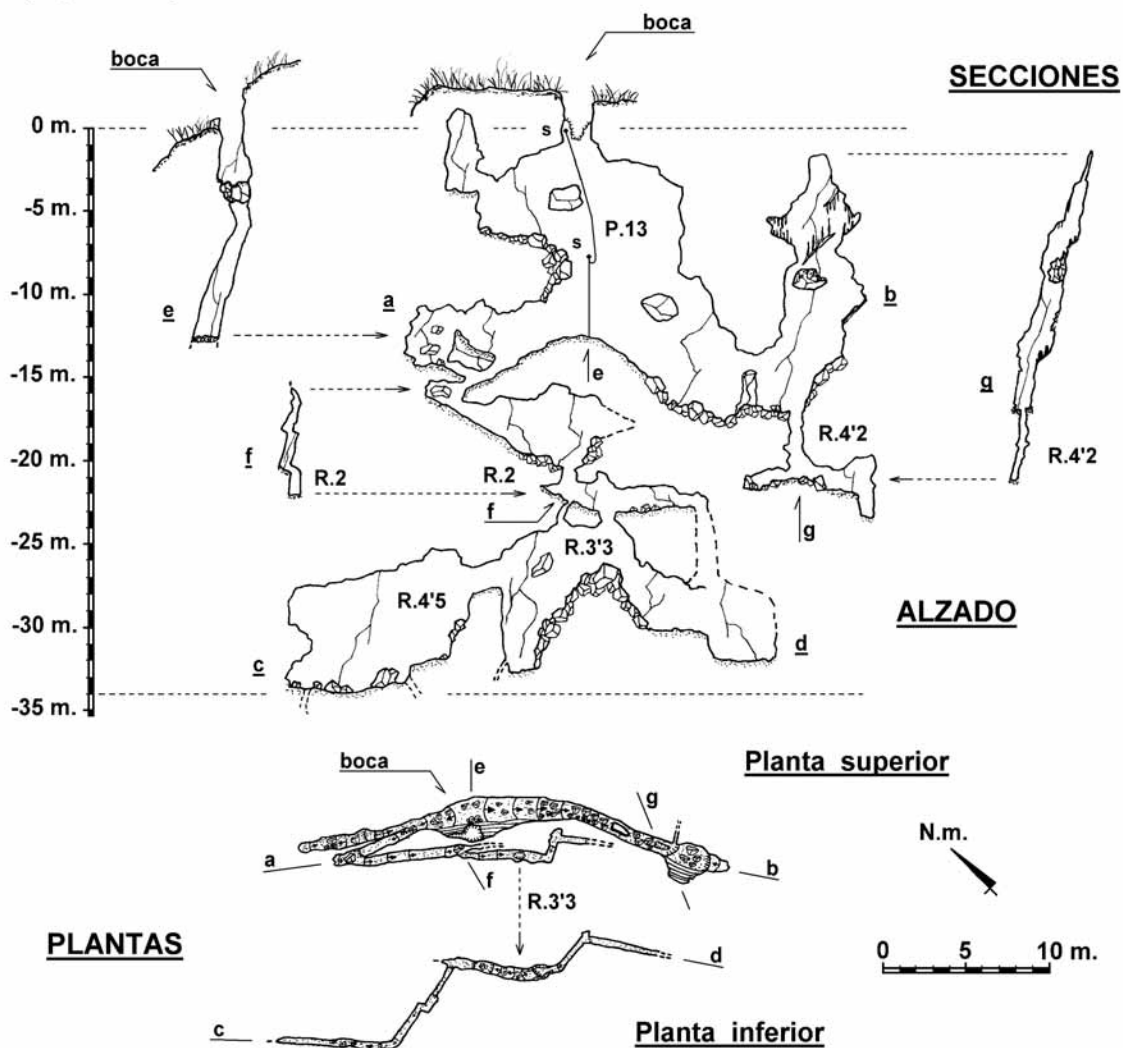 boca
boca
SECCIONES
0 m.
s
-5 m.
P.13
s
-10 m.
a
b
e
e
-15 m.
g
R.4'2
f
R.2
R.2
R.4'2
-20 m.
f
g
R.3'3
-25 m.
R.4'5
ALZADO
-30 m.
c
d
-35 m.
boca
e
Planta superior
g
N.m.
a
f
b
R.3'3
PLANTAS
d
0 5 10 m.
c
Planta inferior